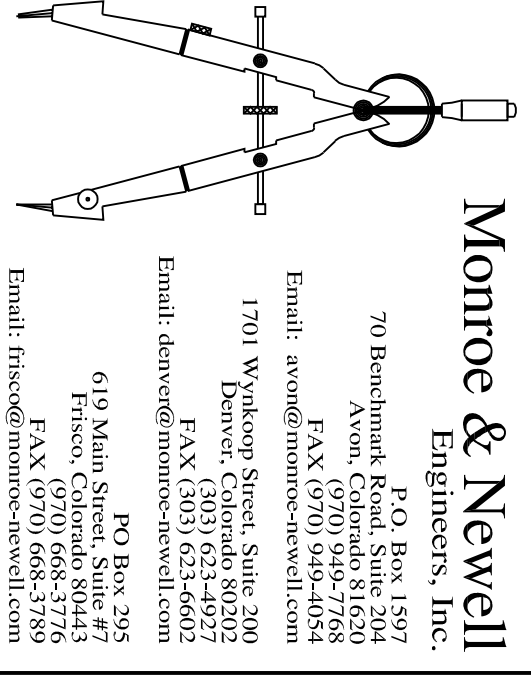 Monroe & Newell
Engineers, Inc.
P.O. Box 1597
70 Benchmark Road, Suite 204
Avon, Colorado 81620
(970) 949-7768
FAX (970) 949-4054
Email: avon@monroe-newell.com
1701 Wynkoop Street, Suite 200
Denver, Colorado 80202
(303) 623-4927
FAX (303) 623-6602
Email: denver@monroe-newell.com
PO Box 295
619 Main Street, Suite #7
Frisco, Colorado 80443
(970) 668-3776
FAX (970) 668-3789
Email: frisco@monroe-newell.com